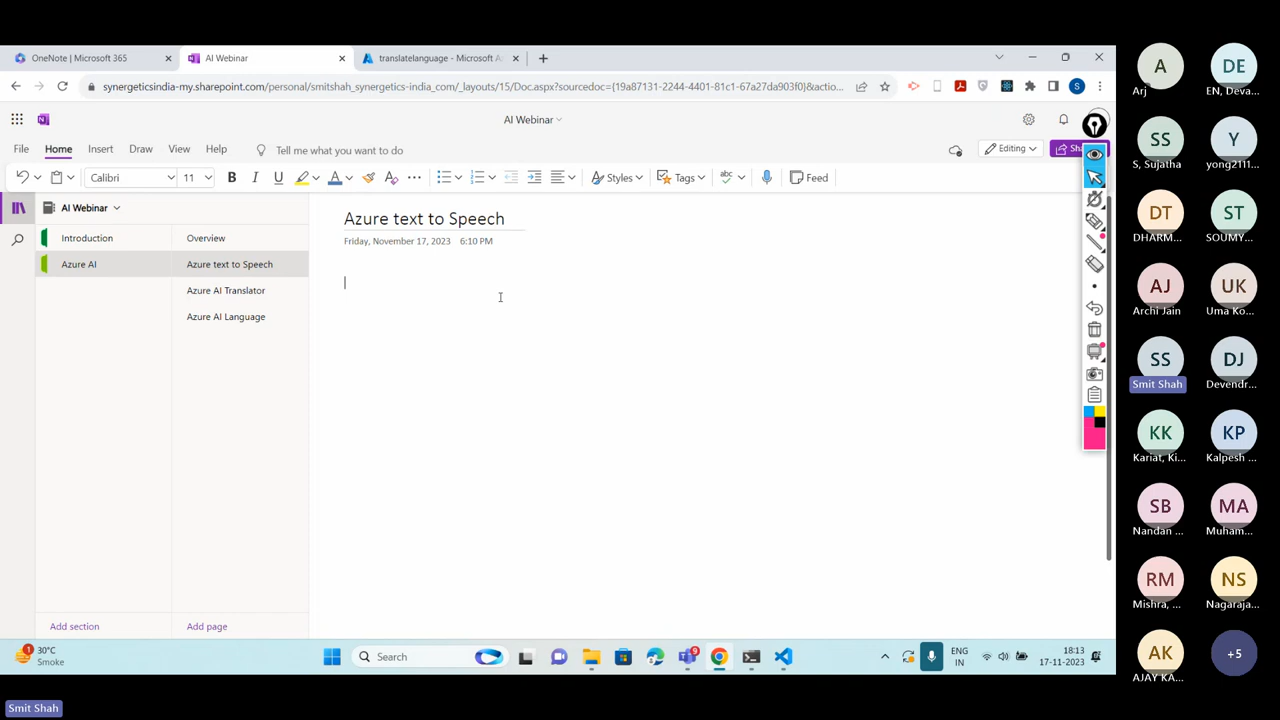 OneNote | Microsoft 365
AI Webinar
translatelanguage - Microsoft A
synergeticsindia-my.sharepoint.com/personal/smitshah_synergetics-india_com/_layouts/15/Doc.aspx?sourcedoc={19a87131-2244-4401-81c1-67a27da903f0}&actio...
AI Webinar
File Home Insert Draw View Help Tell me what you want to do Editing Sha
Calibri 11 B I U A Styles Tags abc Feed
AI Webinar
Introduction
Azure AI
Overview
Azure text to Speech
Azure AI Translator
Azure AI Language
Azure text to Speech
Friday, November 17, 2023 6:10 PM
Add section
Add page
1
30°C
Smoke
Search
9
ENG
IN
18:13
17-11-2023
A
Arj
DE
EN, Deva...
SS
S, Sujatha
Y
yong2111...
DT
DHARM...
ST
SOUMY...
AJ
Archi Jain
UK
Uma Ko...
SS
Smit Shah
DJ
Devendr...
KK
Kariat, Ki...
KP
Kalpesh ...
SB
Nandan ...
MA
Muham...
RM
Mishra, ...
NS
Nagaraja...
AK
AJAY KA...
+5
Smit Shah